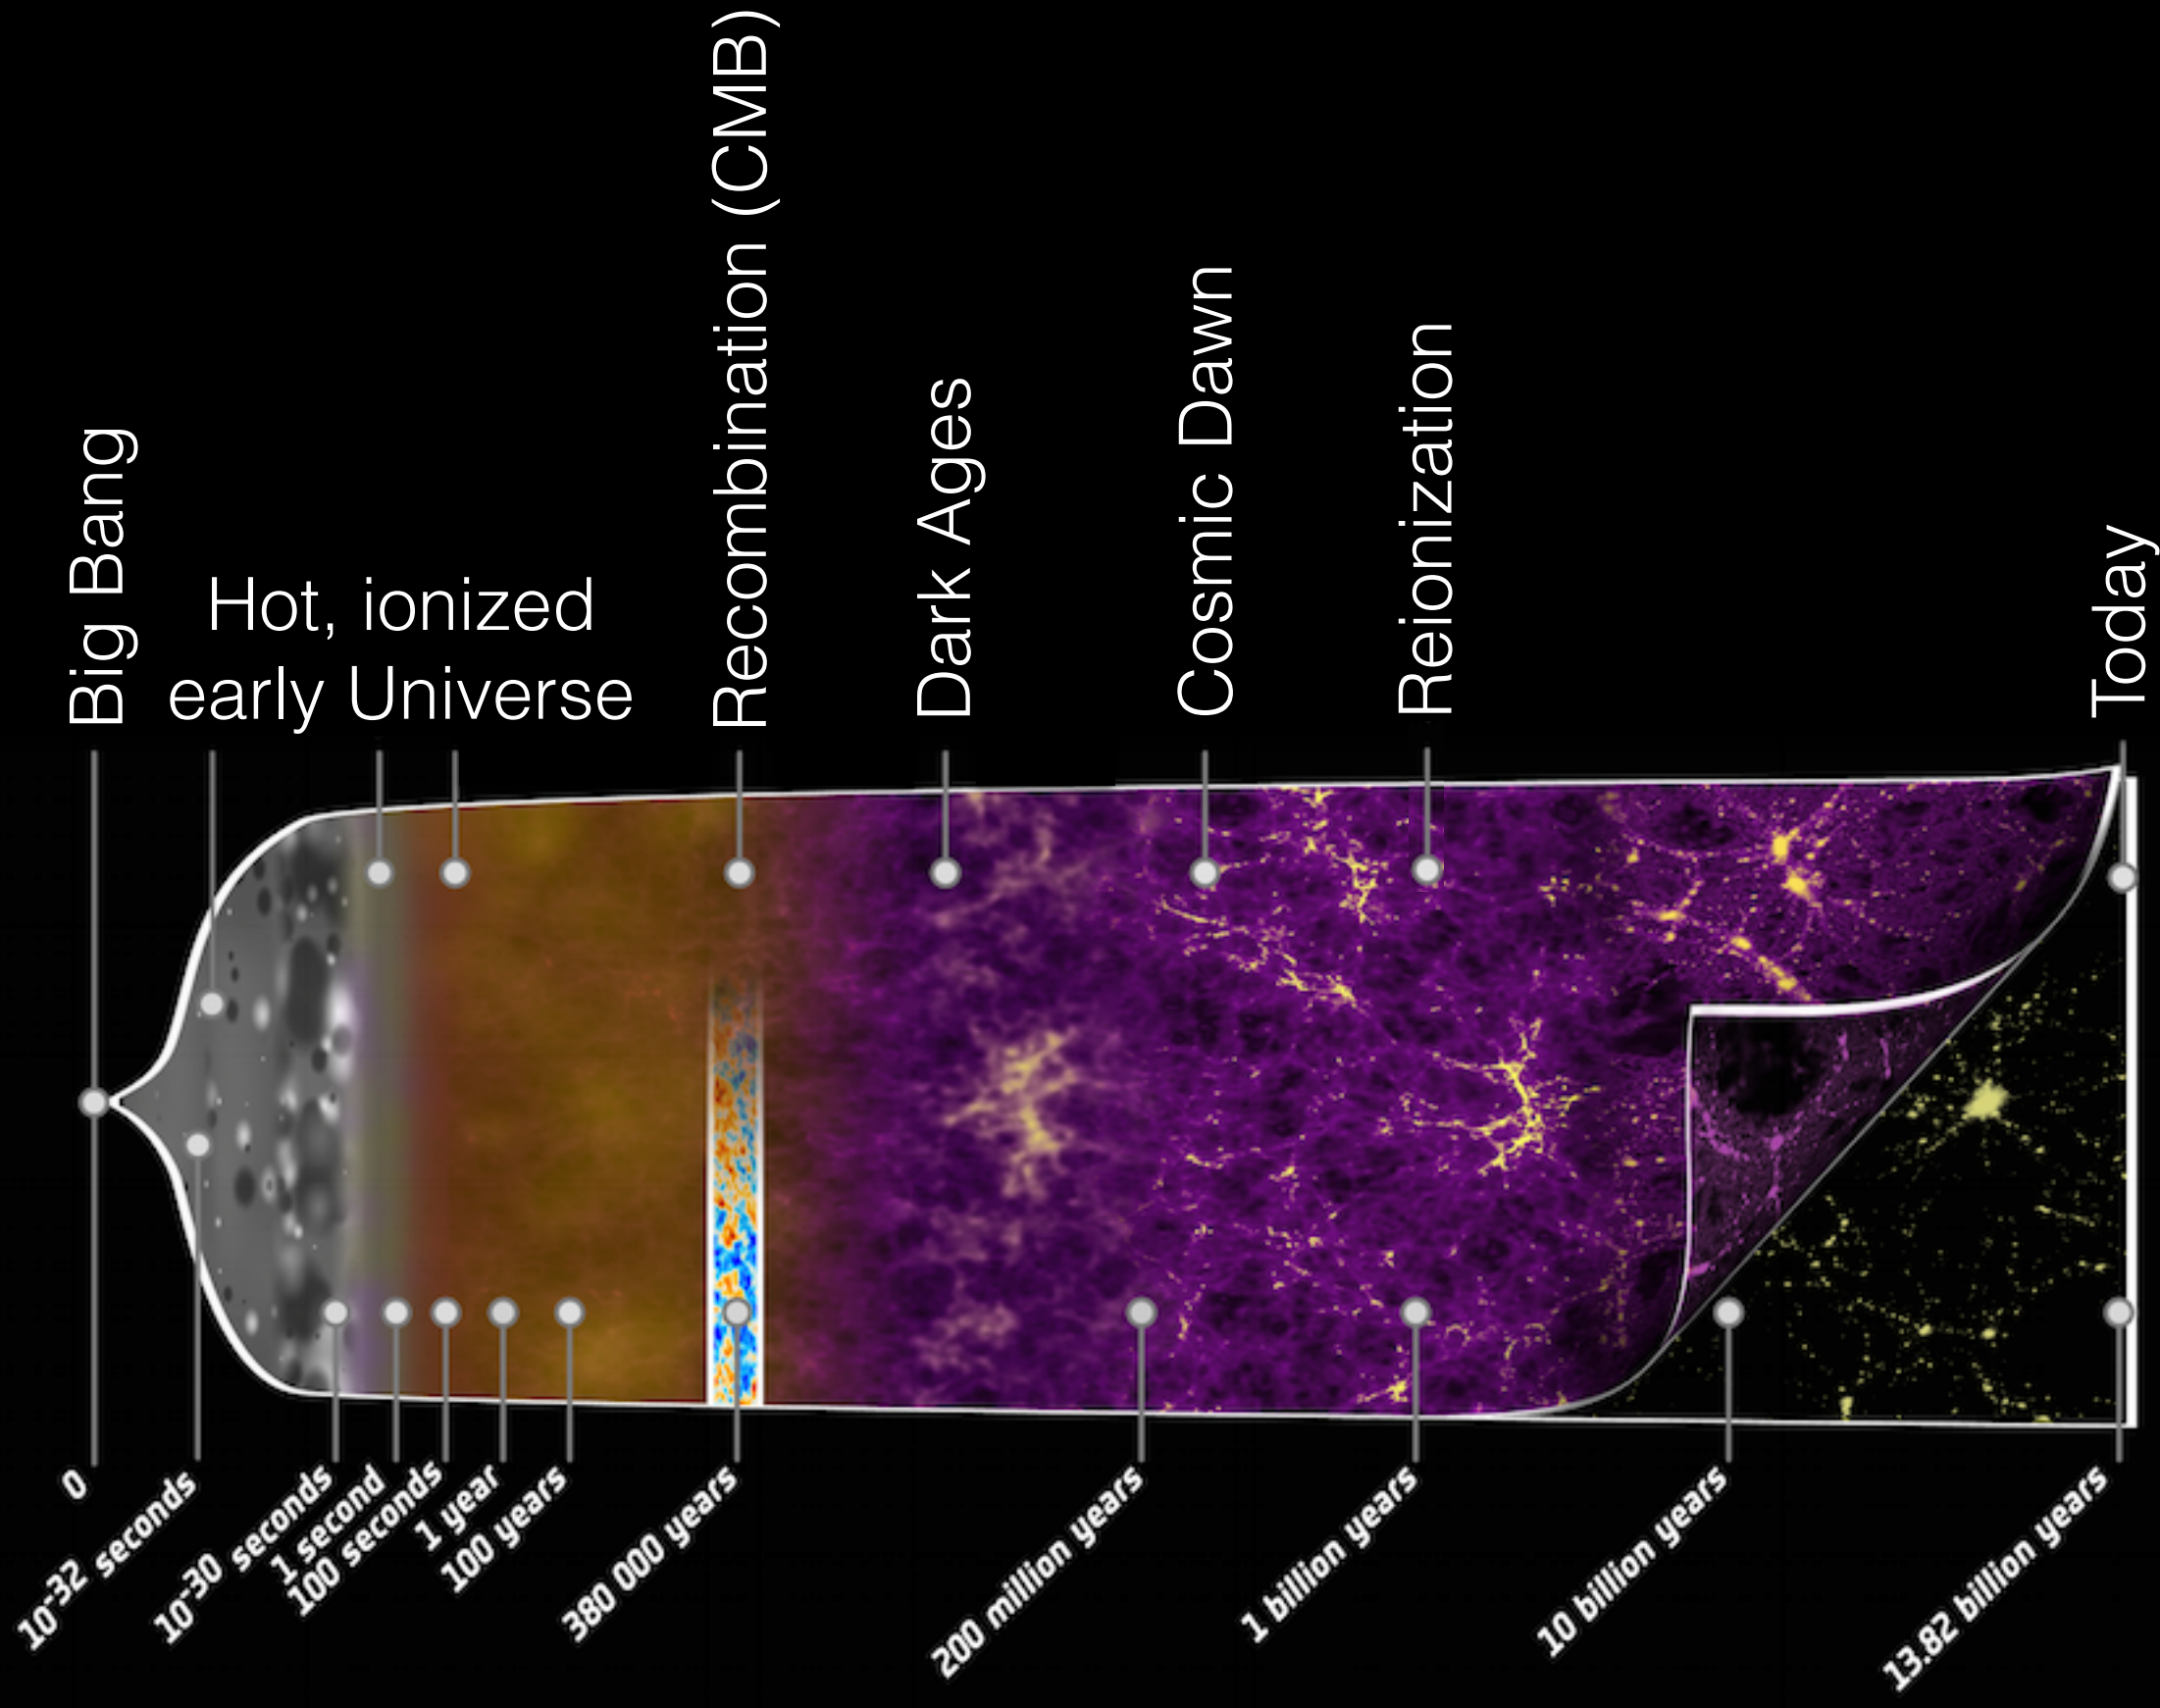 Big Bang
Hot, ionized
early Universe
Recombination (CMB)
Dark Ages
Cosmic Dawn
Reionization
Today
0
10-32 seconds
10-30 seconds
1 second
100 seconds
1 year
100 years
380 000 years
200 million years
1 billion years
10 billion years
13.82 billion years